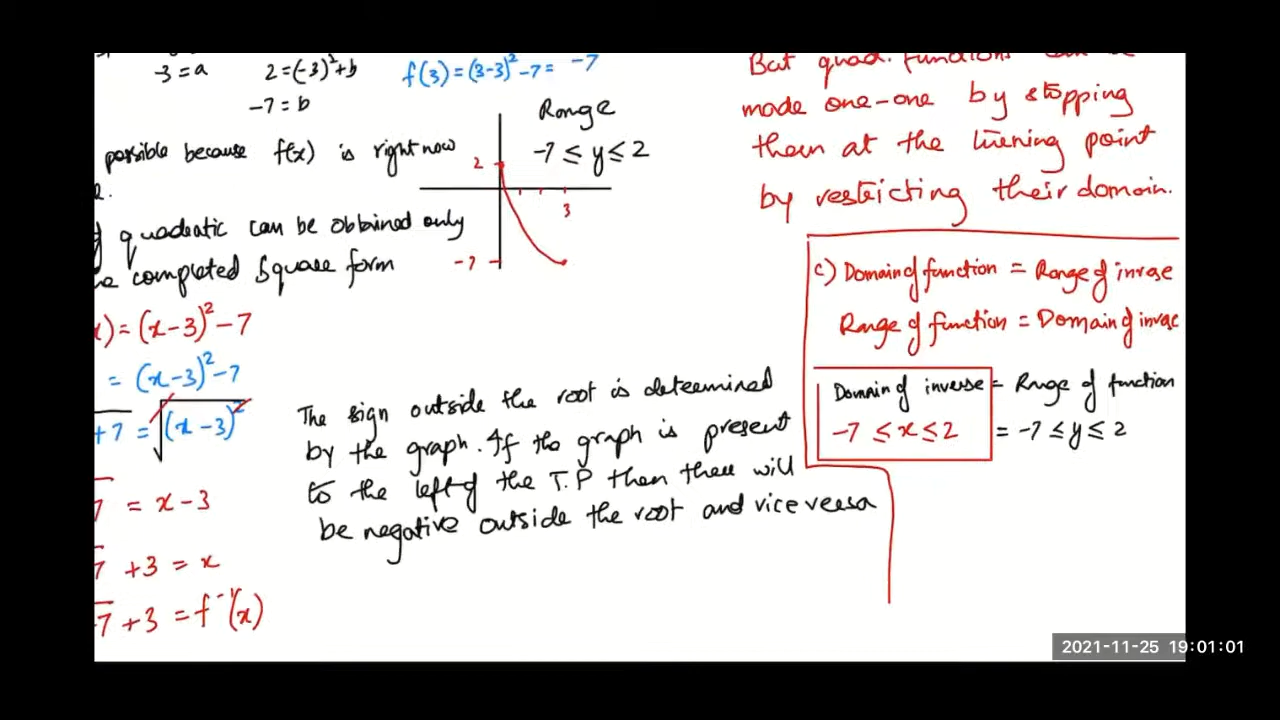 -3 = a
2 = (-3)² + b
f(3) = (3-3)² - 7 = -7
-7 = b
possible because f(x) is right now
e.
quadratic can be obtained only
e completed square form
x) = (x-3)² - 7
= (x-3)² - 7
+7 = √(x-3)²
7 = x - 3
7 + 3 = x
-7 + 3 = f⁻¹(x)
Range
-7 ≤ y ≤ 2
2
3
-7
The sign outside the root is determined
by the graph. If the graph is present
to the left of the T.P then there will
be negative outside the root and vice versa
But quad. functions can be
made one-one by stopping
them at the turning point
by restricting their domain.
c) Domain of function = Range of inverse
Range of function = Domain of inverse
Domain of inverse = Range of function
-7 ≤ x ≤ 2 = -7 ≤ y ≤ 2
2021-11-25 19:01:01